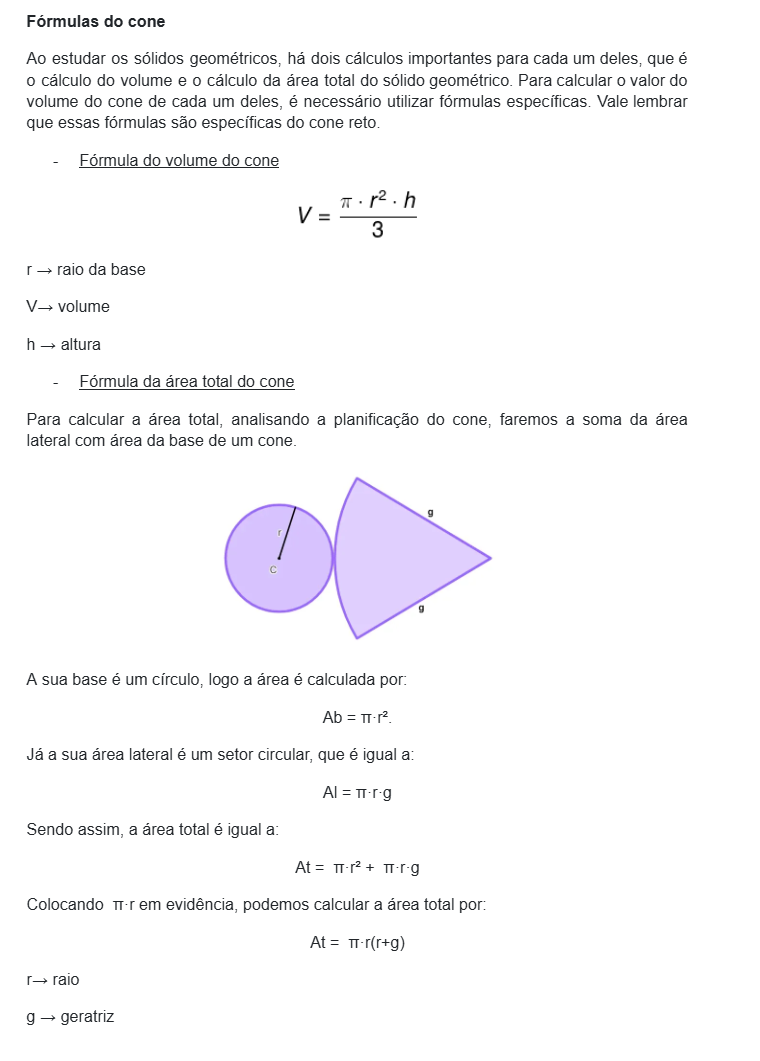 Fórmulas do cone
Ao estudar os sólidos geométricos, há dois cálculos importantes para cada um deles, que é
o cálculo do volume e o cálculo da área total do sólido geométrico. Para calcular o valor do
volume do cone de cada um deles, é necessário utilizar fórmulas específicas. Vale lembrar
que essas fórmulas são específicas do cone reto.
- Fórmula do volume do cone
V = π · r² · h / 3
r → raio da base
V→ volume
h → altura
- Fórmula da área total do cone
Para calcular a área total, analisando a planificação do cone, faremos a soma da área
lateral com área da base de um cone.
g
r
C
g
A sua base é um círculo, logo a área é calculada por:
Ab = π·r².
Já a sua área lateral é um setor circular, que é igual a:
Al = π·r·g
Sendo assim, a área total é igual a:
At = π·r² + π·r·g
Colocando π·r em evidência, podemos calcular a área total por:
At = π·r(r+g)
r→ raio
g → geratriz